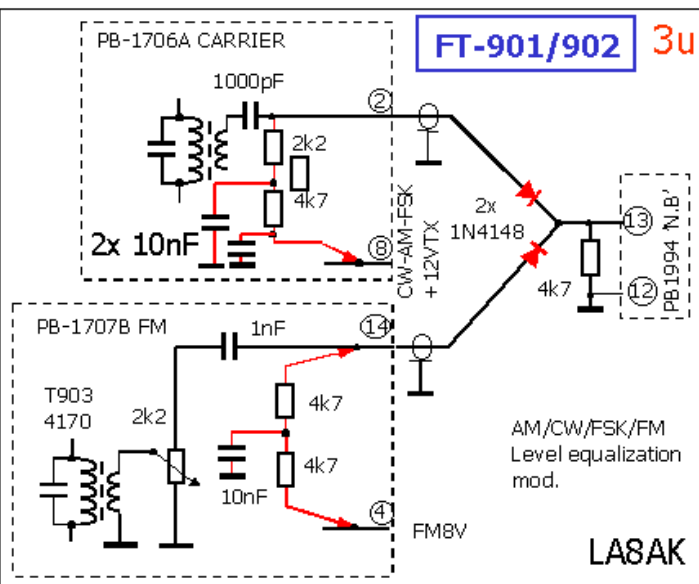 PB-1706A CARRIER
FT-901/902
3u
1000pF
2
2k2
4k7
2x 10nF
8
CW-AM-FSK
+12VTX
2x
1N4148
13
4k7
12
PB1994 'N.B'
PB-1707B FM
1nF
14
T903
4170
2k2
4k7
4k7
10nF
4
FM8V
AM/CW/FSK/FM
Level equalization
mod.
LA8AK